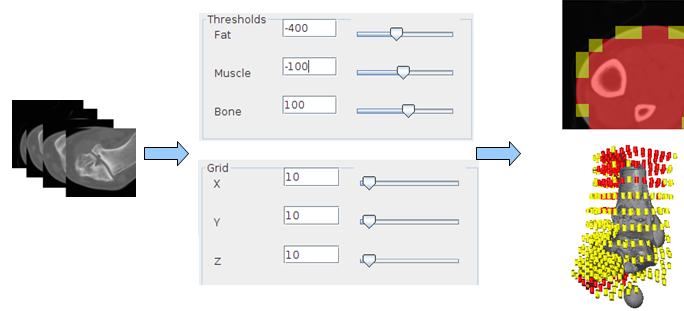 Thresholds
Fat -400
Muscle -100
Bone 100
Grid
X 10
Y 10
Z 10